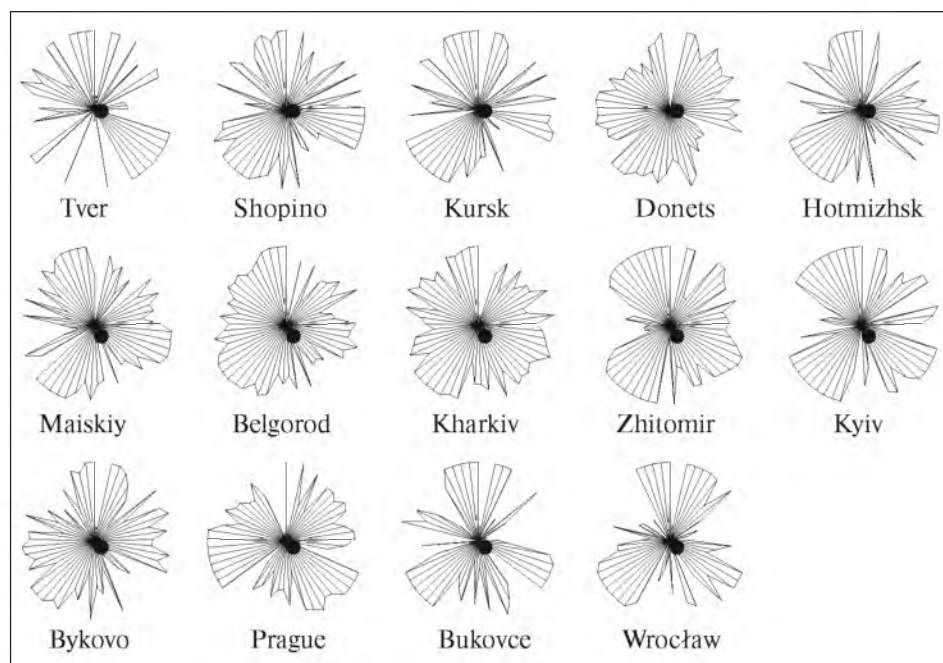 Tver Shopino Kursk Donets Hotmizhsk
Maiskiy Belgorod Kharkiv Zhitomir Kyiv
Bykovo Prague Bukovce Wrocław